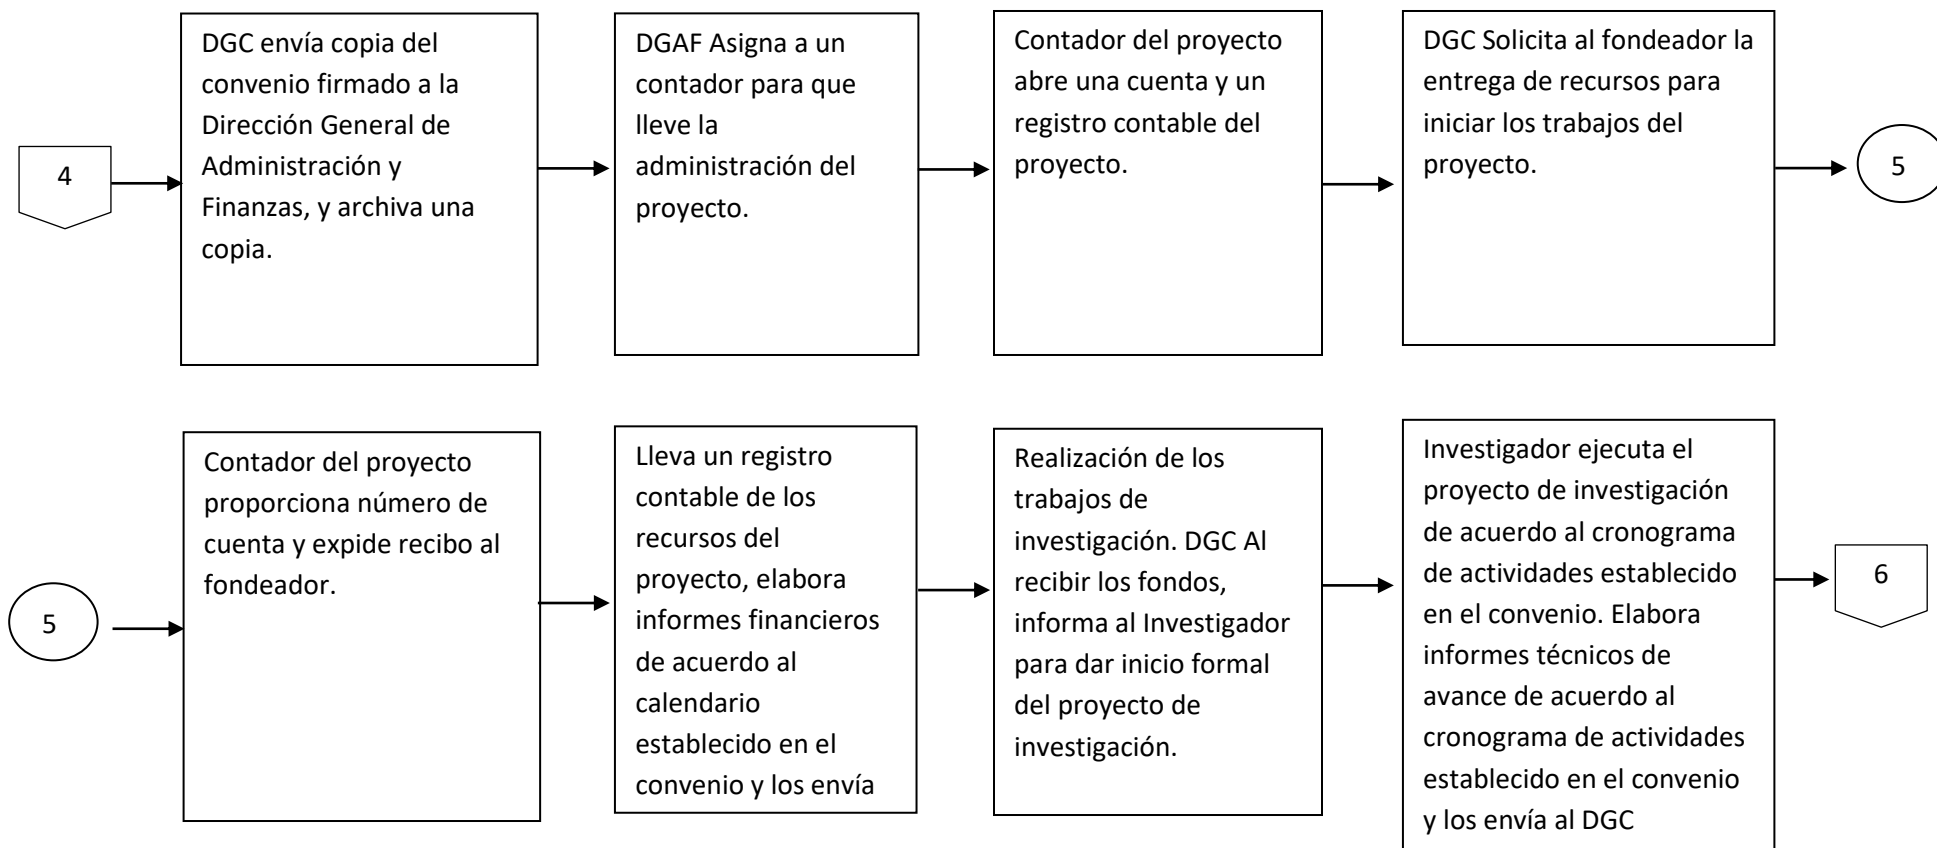 4
DGC envía copia del
convenio firmado a la
Dirección General de
Administración y
Finanzas, y archiva una
copia.
DGAF Asigna a un
contador para que
lleve la
administración del
proyecto.
Contador del proyecto
abre una cuenta y un
registro contable del
proyecto.
DGC Solicita al fondeador la
entrega de recursos para
iniciar los trabajos del
proyecto.
5
5
Contador del proyecto
proporciona número de
cuenta y expide recibo al
fondeador.
Lleva un registro
contable de los
recursos del
proyecto, elabora
informes financieros
de acuerdo al
calendario
establecido en el
convenio y los envía
Realización de los
trabajos de
investigación. DGC Al
recibir los fondos,
informa al Investigador
para dar inicio formal
del proyecto de
investigación.
Investigador ejecuta el
proyecto de investigación
de acuerdo al cronograma
de actividades establecido
en el convenio. Elabora
informes técnicos de
avance de acuerdo al
cronograma de actividades
establecido en el convenio
y los envía al DGC
6